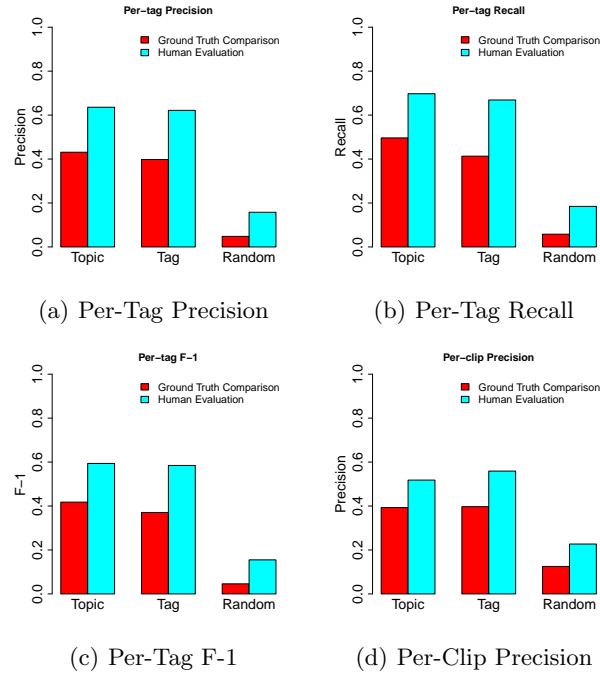 Per−tag Precision
Ground Truth Comparison
Human Evaluation
Precision
0.0 0.2 0.4 0.6 0.8 1.0
Topic Tag Random
(a) Per-Tag Precision
Per−tag Recall
Ground Truth Comparison
Human Evaluation
Recall
0.0 0.2 0.4 0.6 0.8 1.0
Topic Tag Random
(b) Per-Tag Recall
Per−tag F−1
Ground Truth Comparison
Human Evaluation
F−1
0.0 0.2 0.4 0.6 0.8 1.0
Topic Tag Random
(c) Per-Tag F-1
Per−clip Precision
Ground Truth Comparison
Human Evaluation
Precision
0.0 0.2 0.4 0.6 0.8 1.0
Topic Tag Random
(d) Per-Clip Precision